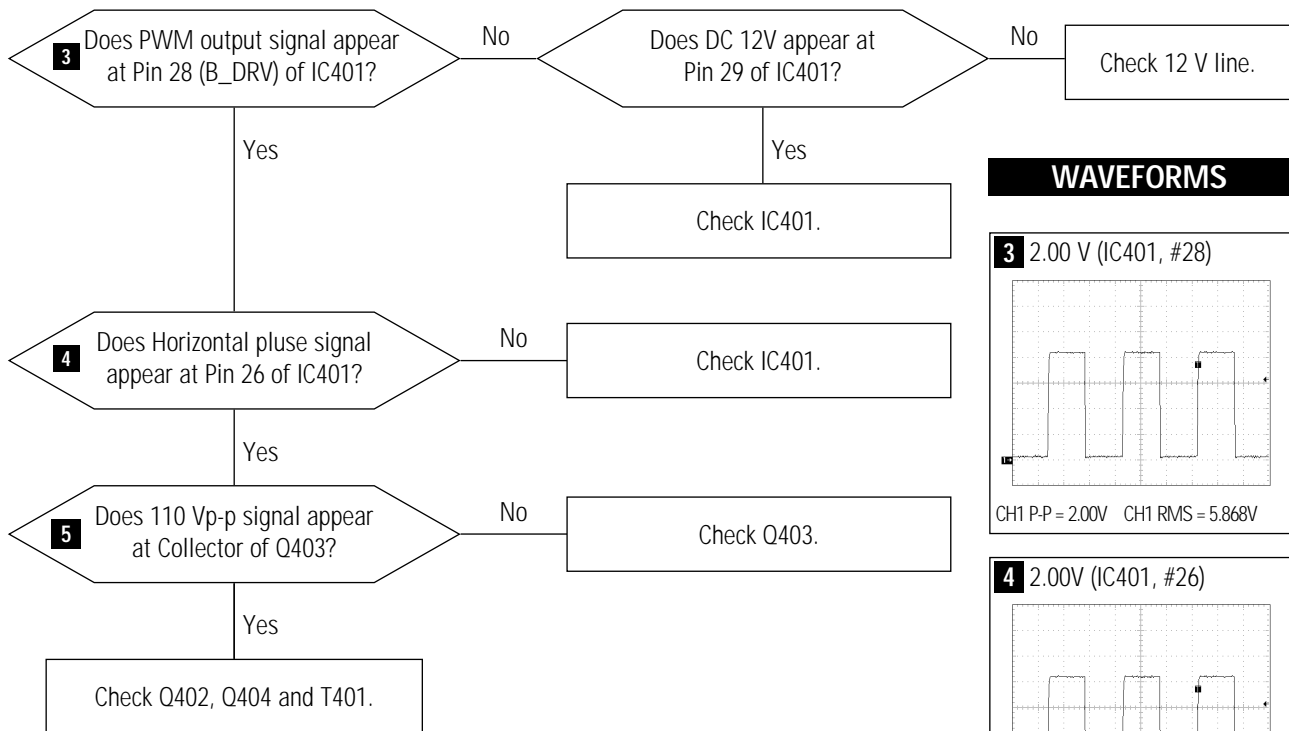 3 Does PWM output signal appear
at Pin 28 (B_DRV) of IC401?
No
Does DC 12V appear at
Pin 29 of IC401?
No
Check 12 V line.
Yes
Yes
Check IC401.
4 Does Horizontal pluse signal
appear at Pin 26 of IC401?
No
Check IC401.
Yes
5 Does 110 Vp-p signal appear
at Collector of Q403?
No
Check Q403.
Yes
Check Q402, Q404 and T401.
WAVEFORMS
3 2.00 V (IC401, #28)
CH1 P-P = 2.00V CH1 RMS = 5.868V
4 2.00V (IC401, #26)